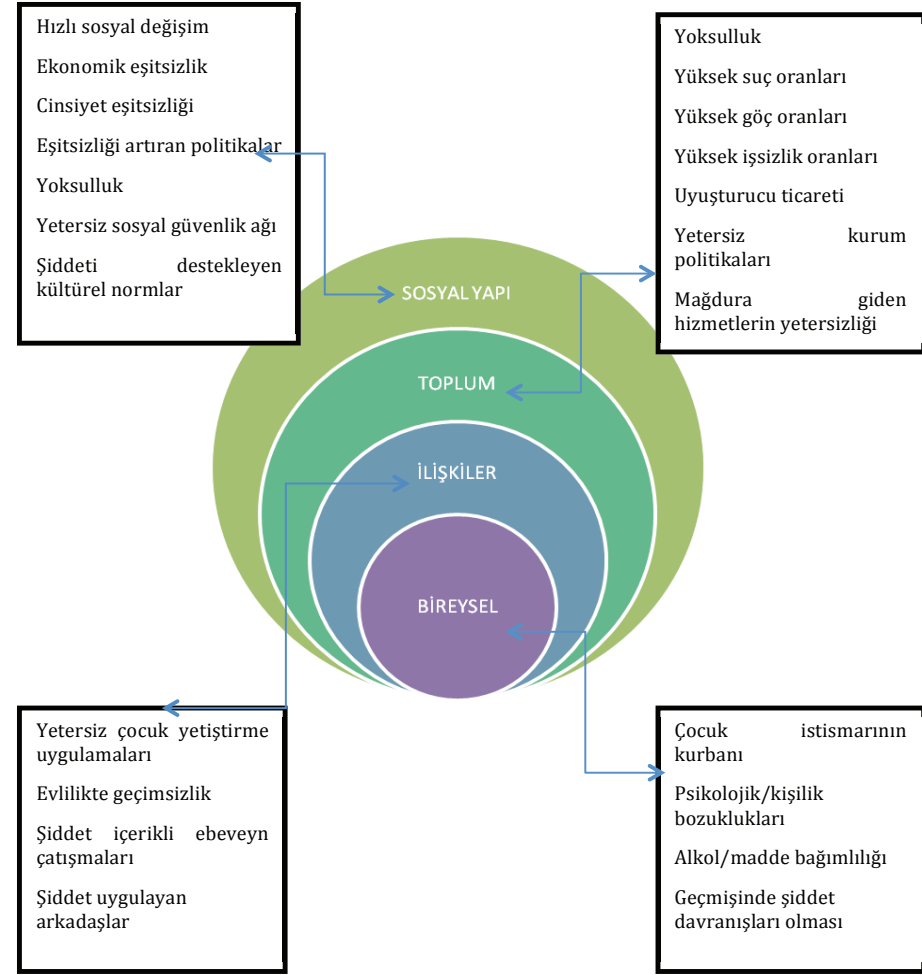 Hızlı sosyal değişim
Ekonomik eşitsizlik
Cinsiyet eşitsizliği
Eşitsizliği artıran politikalar
Yoksulluk
Yetersiz sosyal güvenlik ağı
Şiddeti destekleyen
kültürel normlar
Yoksulluk
Yüksek suç oranları
Yüksek göç oranları
Yüksek işsizlik oranları
Uyuşturucu ticareti
Yetersiz kurum
politikaları
Mağdura giden
hizmetlerin yetersizliği
SOSYAL YAPI
TOPLUM
İLİŞKİLER
BİREYSEL
Yetersiz çocuk yetiştirme
uygulamaları
Evlilikte geçimsizlik
Şiddet içerikli ebeveyn
çatışmaları
Şiddet uygulayan
arkadaşlar
Çocuk istismarının
kurbanı
Psikolojik/kişilik
bozuklukları
Alkol/madde bağımlılığı
Geçmişinde şiddet
davranışları olması